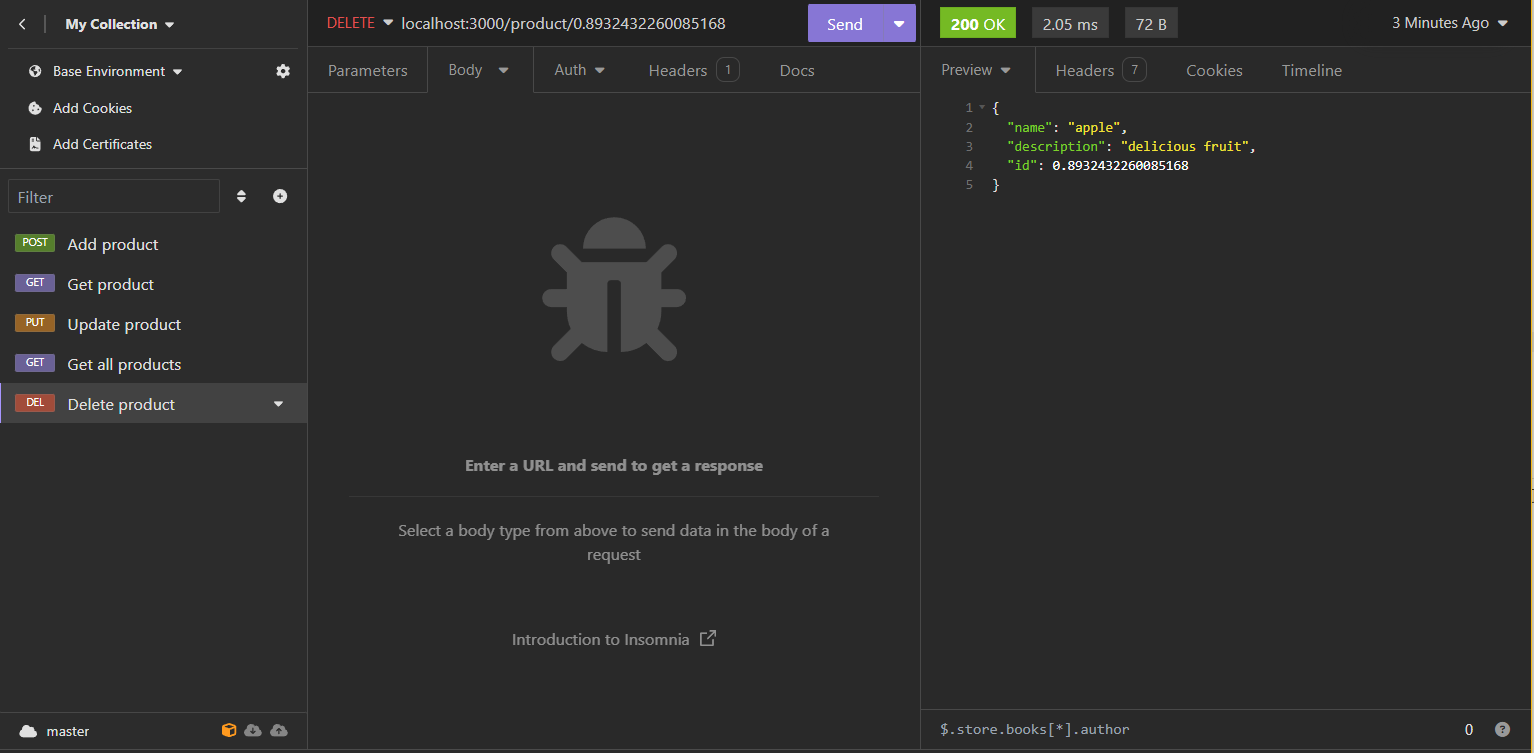 My Collection
Base Environment
Add Cookies
Add Certificates
Filter
POST Add product
GET Get product
PUT Update product
GET Get all products
DEL Delete product
master
DELETE localhost:3000/product/0.8932432260085168 Send
Parameters Body Auth Headers 1 Docs
Enter a URL and send to get a response
Select a body type from above to send data in the body of a
request
Introduction to Insomnia
200 OK 2.05 ms 72 B 3 Minutes Ago
Preview Headers 7 Cookies Timeline
1 {
2 "name": "apple",
3 "description": "delicious fruit",
4 "id": 0.8932432260085168
5 }
$.store.books[*].author 0 ?